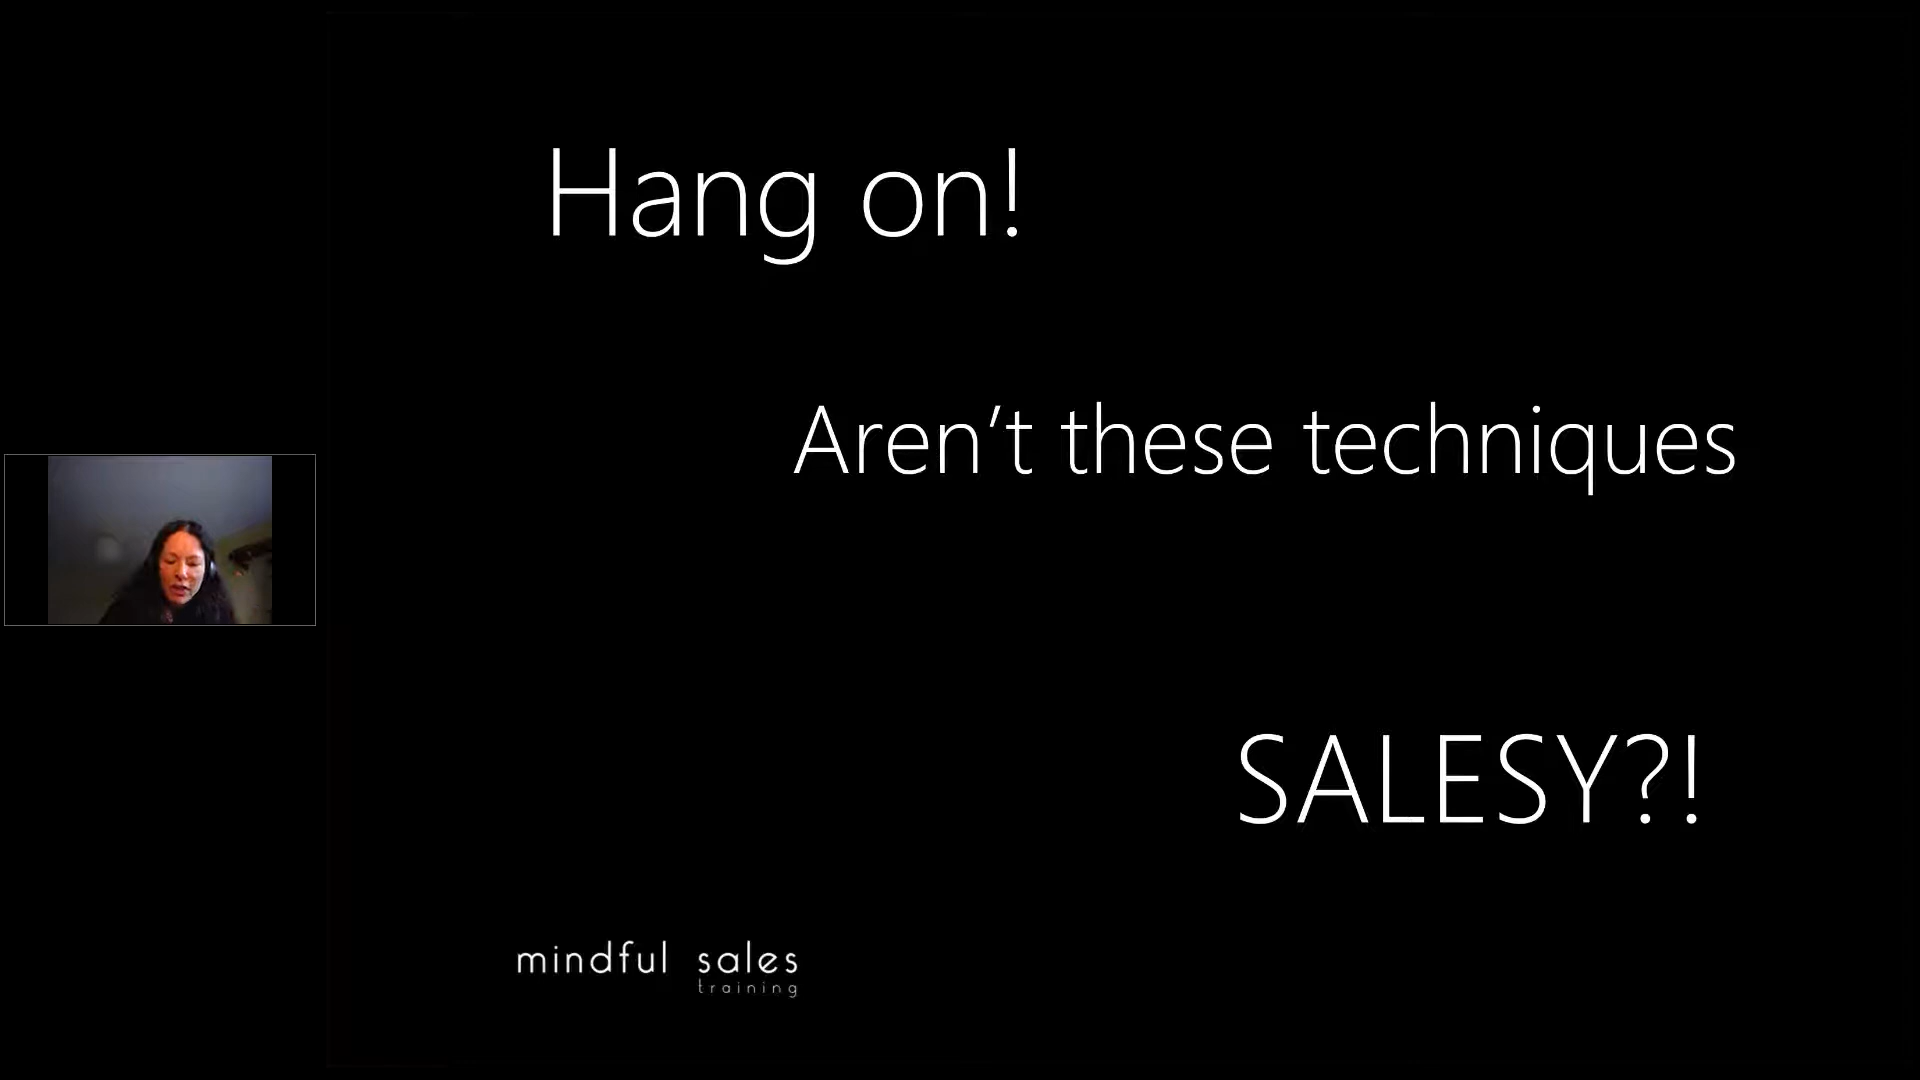 Hang on!
Aren’t these techniques
SALESY?!
mindful sales
training